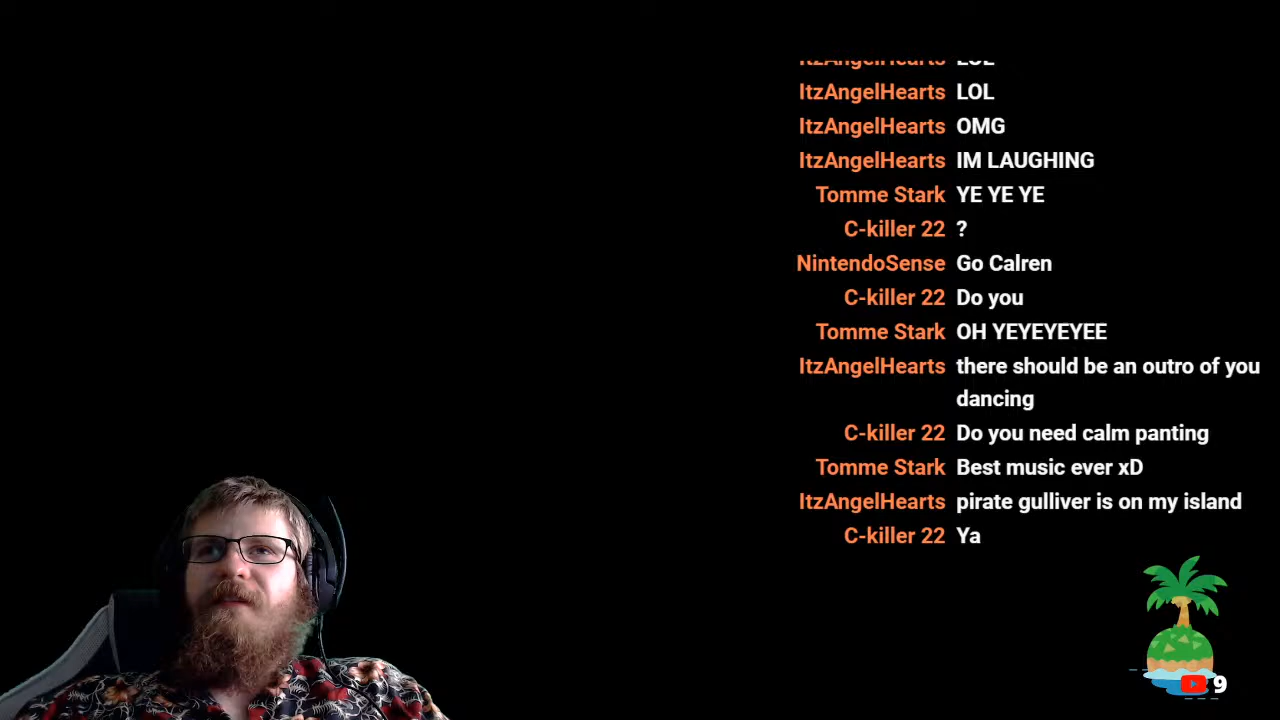 ItzAngelHearts LOL
ItzAngelHearts LOL
ItzAngelHearts OMG
ItzAngelHearts IM LAUGHING
Tomme Stark YE YE YE
C-killer 22 ?
NintendoSense Go Calren
C-killer 22 Do you
Tomme Stark OH YEYEYEYEE
ItzAngelHearts there should be an outro of you
dancing
C-killer 22 Do you need calm panting
Tomme Stark Best music ever xD
ItzAngelHearts pirate gulliver is on my island
C-killer 22 Ya
9